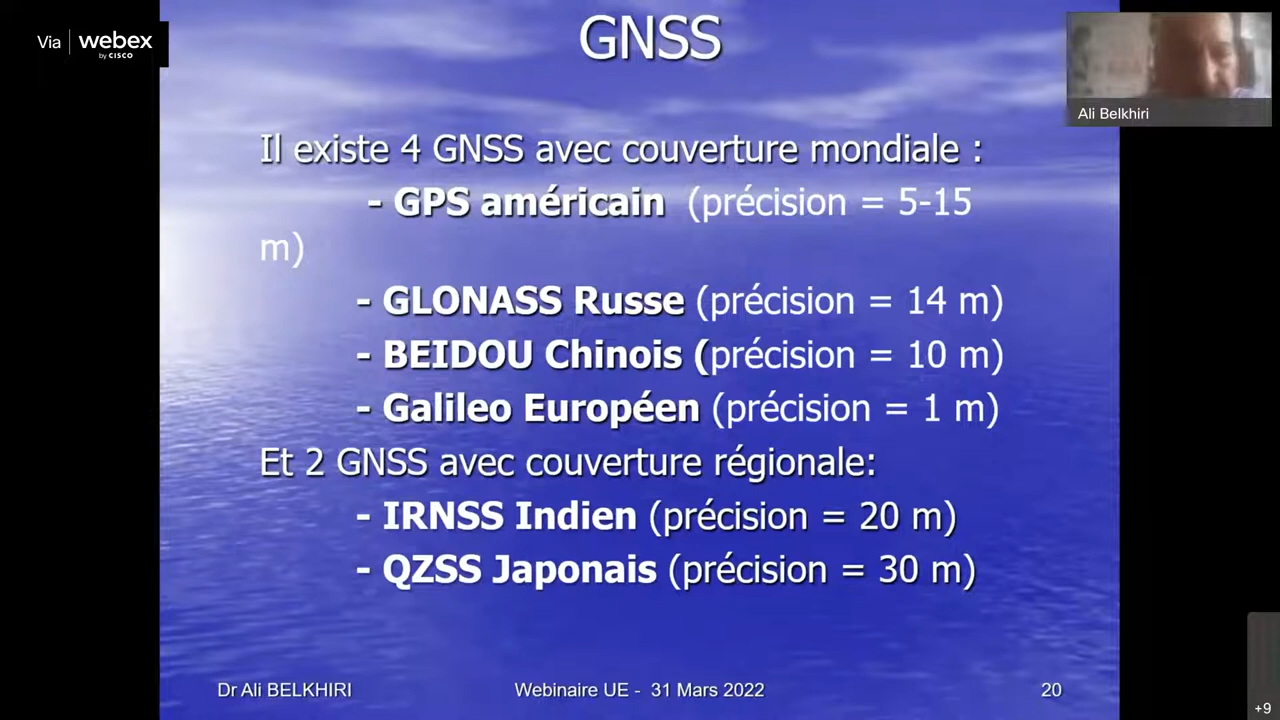 Via webex
by CISCO
GNSS
Ali Belkhiri
Il existe 4 GNSS avec couverture mondiale :
- GPS américain (précision = 5-15
m)
- GLONASS Russe (précision = 14 m)
- BEIDOU Chinois (précision = 10 m)
- Galileo Européen (précision = 1 m)
Et 2 GNSS avec couverture régionale:
- IRNSS Indien (précision = 20 m)
- QZSS Japonais (précision = 30 m)
Dr Ali BELKHIRI Webinaire UE - 31 Mars 2022 20
+9